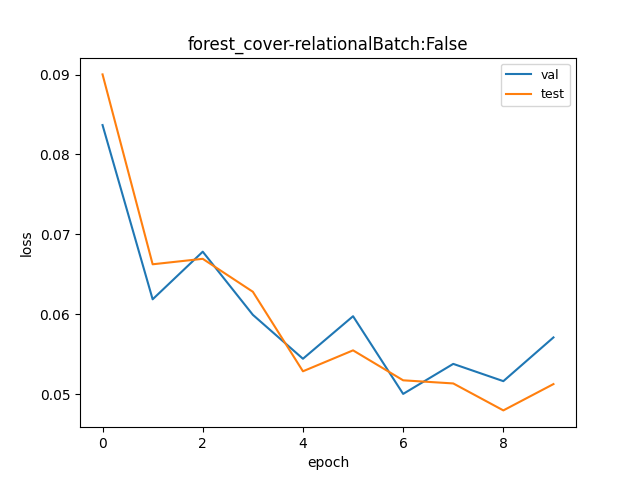 forest_cover-relationalBatch:False
val
test
0.09
0.08
0.07
0.06
0.05
loss
0 2 4 6 8
epoch